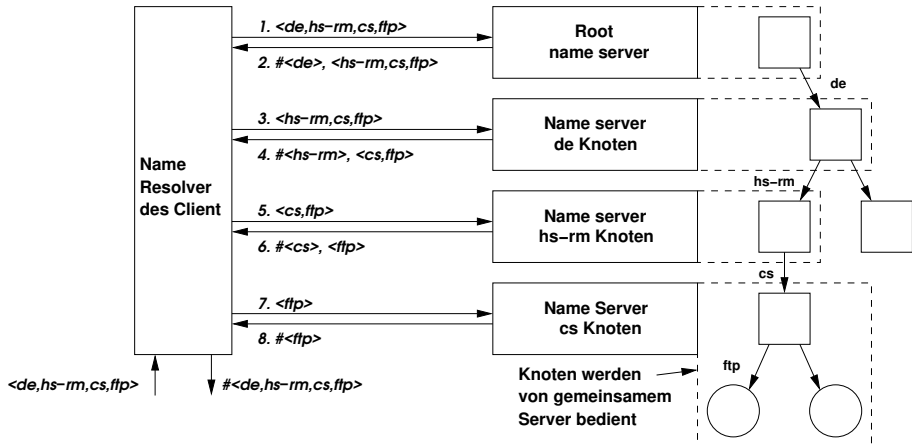 1. <de,hs-rm,cs,ftp>
2. #<de>, <hs-rm,cs,ftp>
Root
name server
de
3. <hs-rm,cs,ftp>
4. #<hs-rm>, <cs,ftp>
Name server
de Knoten
Name
Resolver
des Client
hs-rm
5. <cs,ftp>
6. #<cs>, <ftp>
Name server
hs-rm Knoten
cs
7. <ftp>
8. #<ftp>
Name Server
cs Knoten
ftp
<de,hs-rm,cs,ftp>
#<de,hs-rm,cs,ftp>
Knoten werden
von gemeinsamem
Server bedient